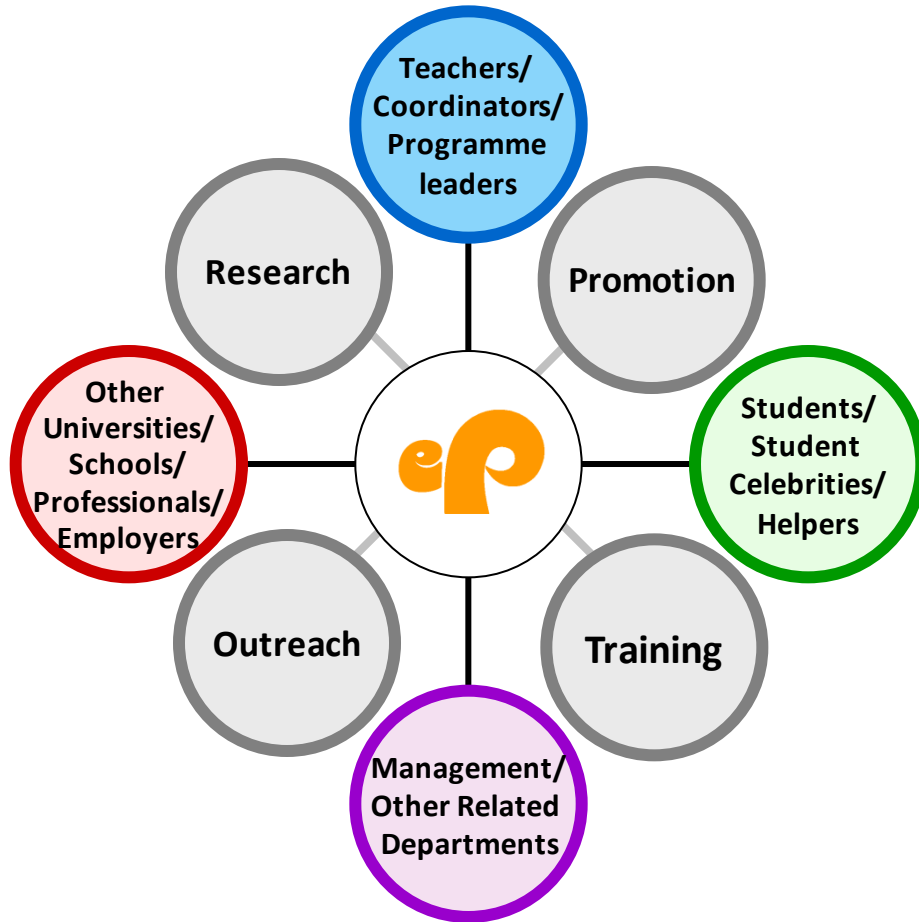 Teachers/
Coordinators/
Programme
leaders
Research
Promotion
Other
Universities/
Schools/
Professionals/
Employers
eP
Students/
Student
Celebrities/
Helpers
Outreach
Training
Management/
Other Related
Departments